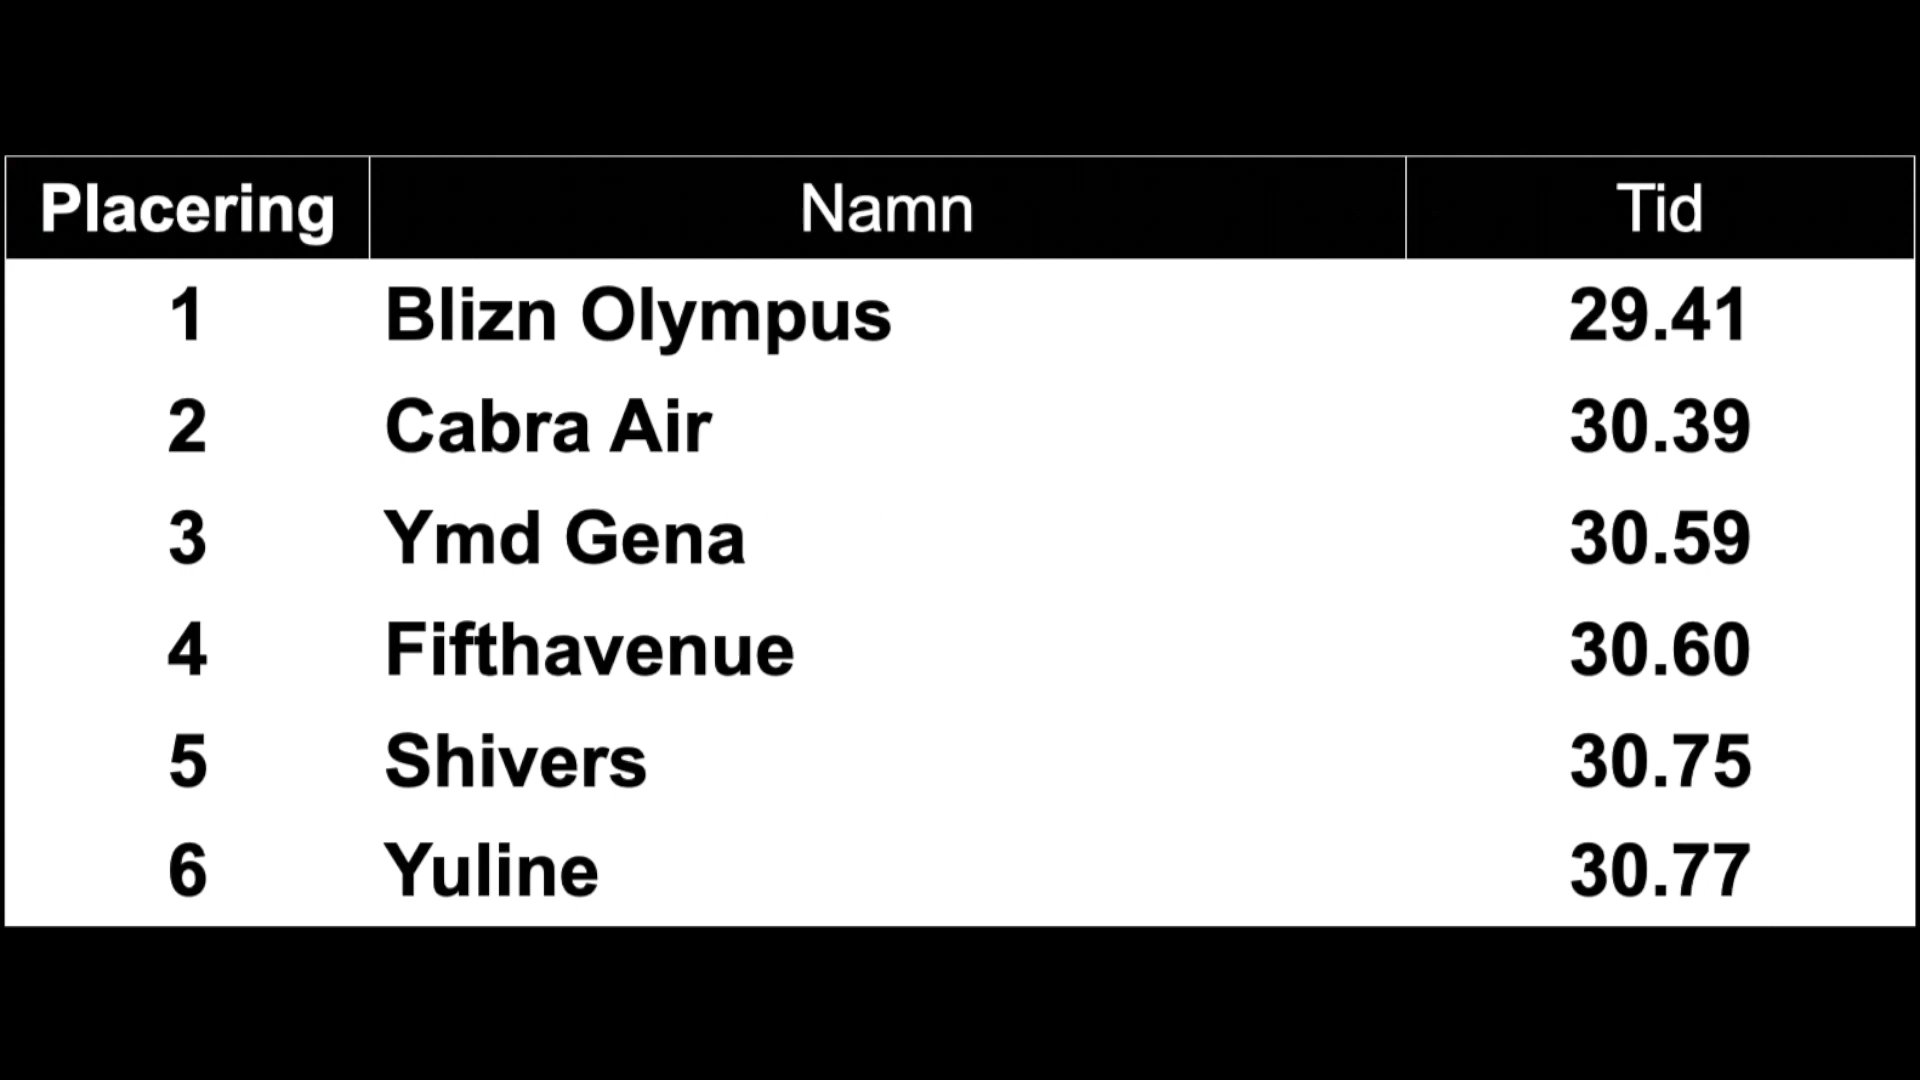 Placering Namn Tid
1 Blizn Olympus 29.41
2 Cabra Air 30.39
3 Ymd Gena 30.59
4 Fifthavenue 30.60
5 Shivers 30.75
6 Yuline 30.77